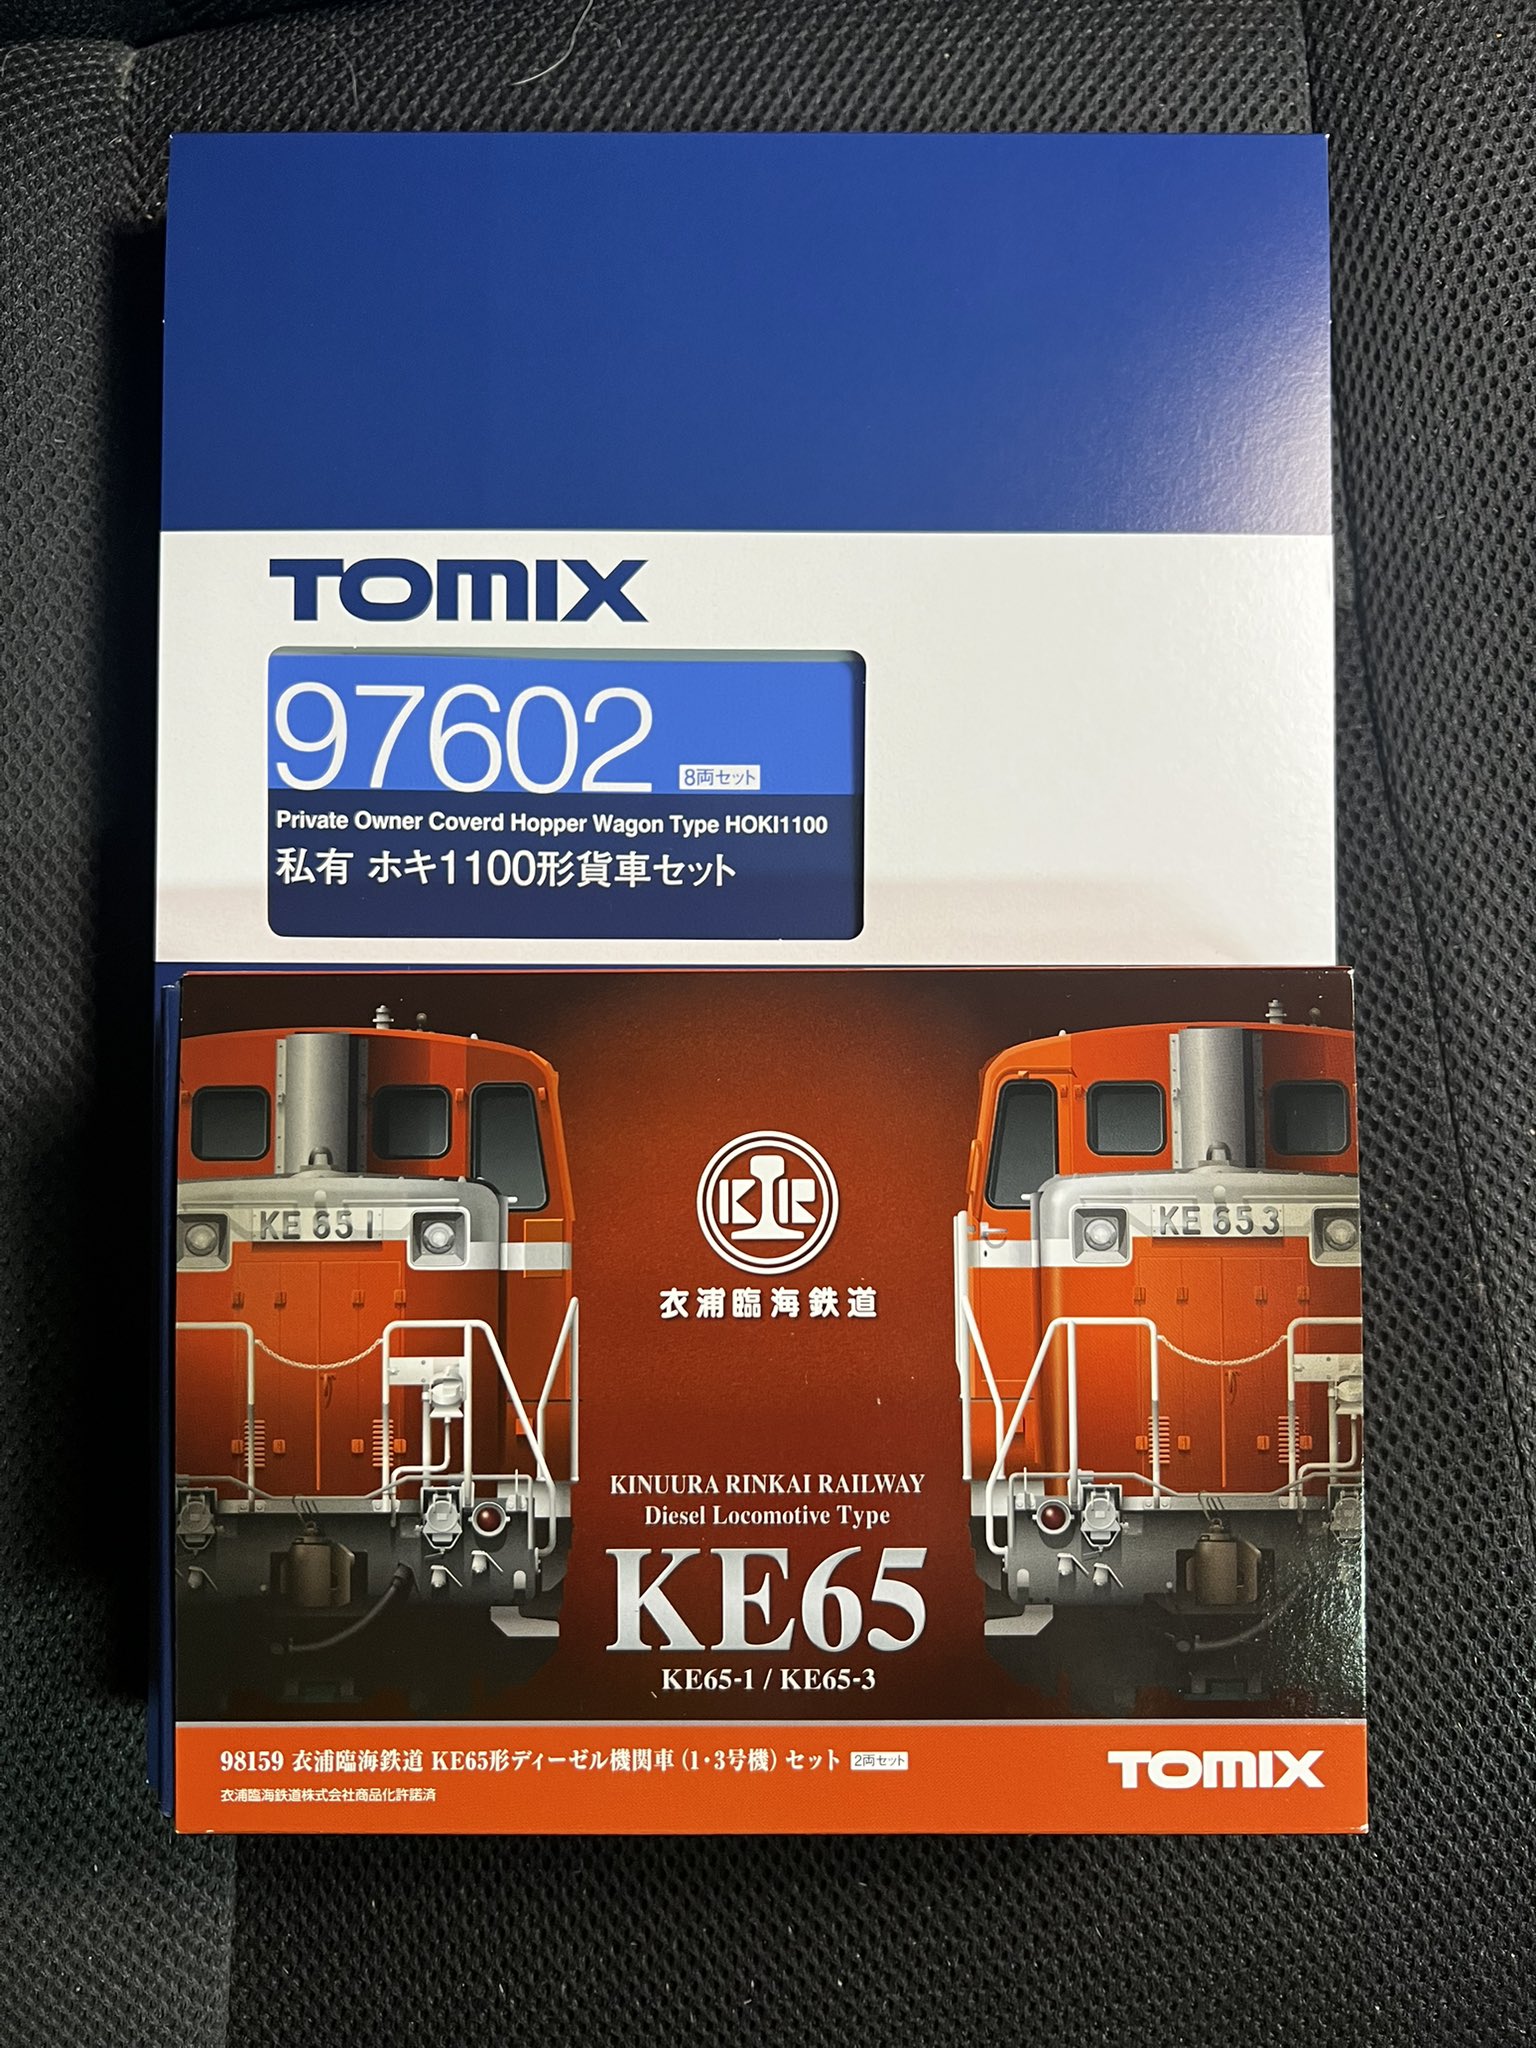 TOMIX
97602 8両セット
Private Owner Coverd Hopper Wagon Type HOKI1100
私有 ホキ1100形貨車セット
KE 65 1
KE 65 3
KR
衣浦臨海鉄道
KINUURA RINKAI RAILWAY
Diesel Locomotive Type
KE65
KE65-1 / KE65-3
98159 衣浦臨海鉄道 KE65形ディーゼル機関車（1・3号機）セット 2両セット
TOMIX
衣浦臨海鉄道株式会社商品化許諾済